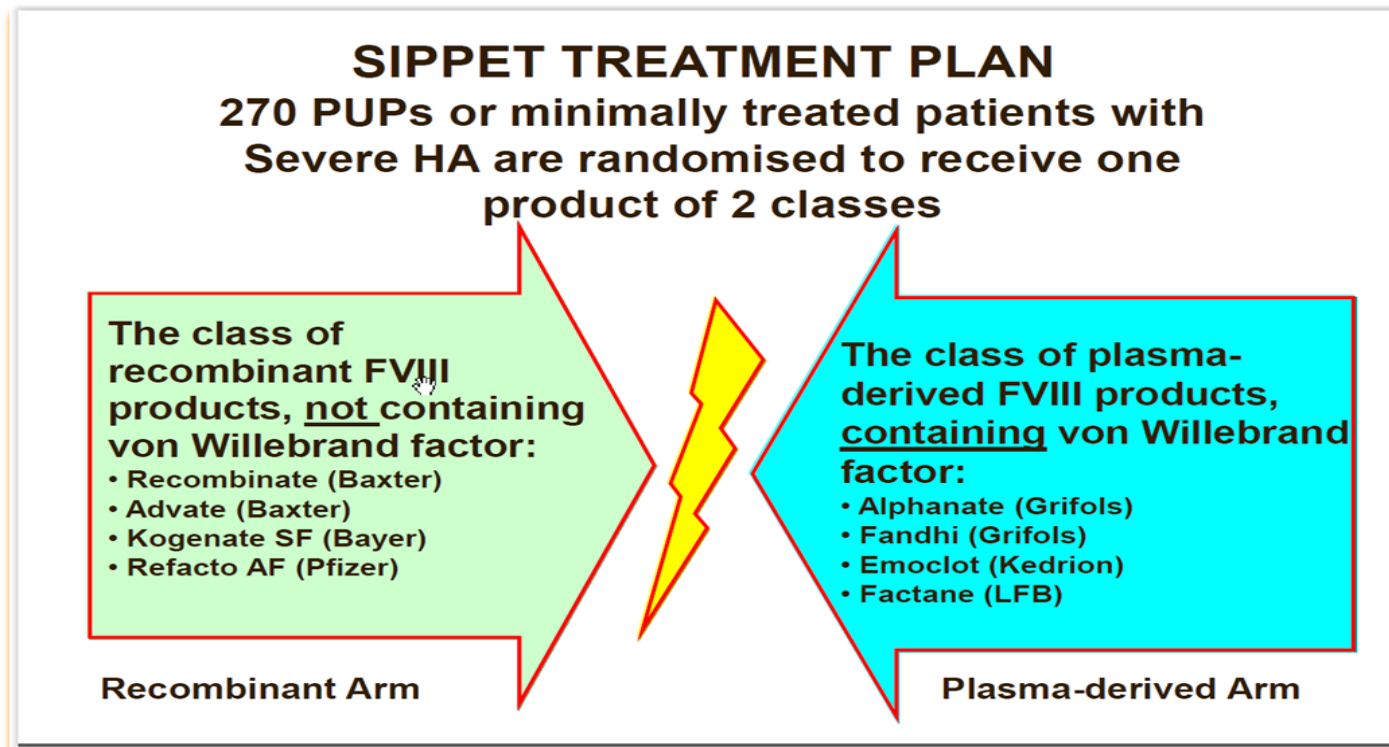 SIPPET TREATMENT PLAN
270 PUPs or minimally treated patients with
Severe HA are randomised to receive one
product of 2 classes
The class of
recombinant FVIII
products, not containing
von Willebrand factor:
• Recombinate (Baxter)
• Advate (Baxter)
• Kogenate SF (Bayer)
• Refacto AF (Pfizer)
The class of plasma-
derived FVIII products,
containing von Willebrand
factor:
• Alphanate (Grifols)
• Fandhi (Grifols)
• Emoclot (Kedrion)
• Factane (LFB)
Recombinant Arm
Plasma-derived Arm